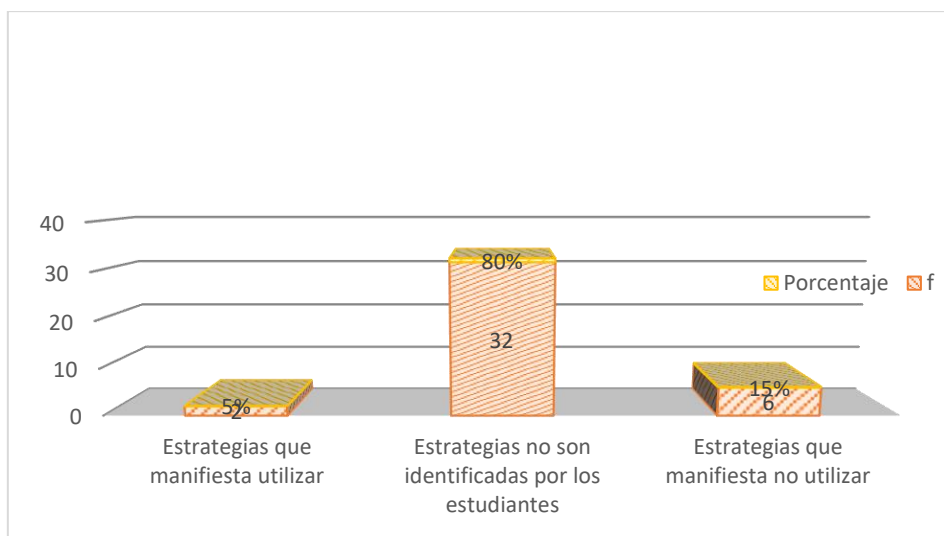 40
30
20
10
0
80%
32
5%
2
15%
6
Porcentaje f
Estrategias que
manifiesta utilizar
Estrategias no son
identificadas por los
estudiantes
Estrategias que
manifiesta no utilizar